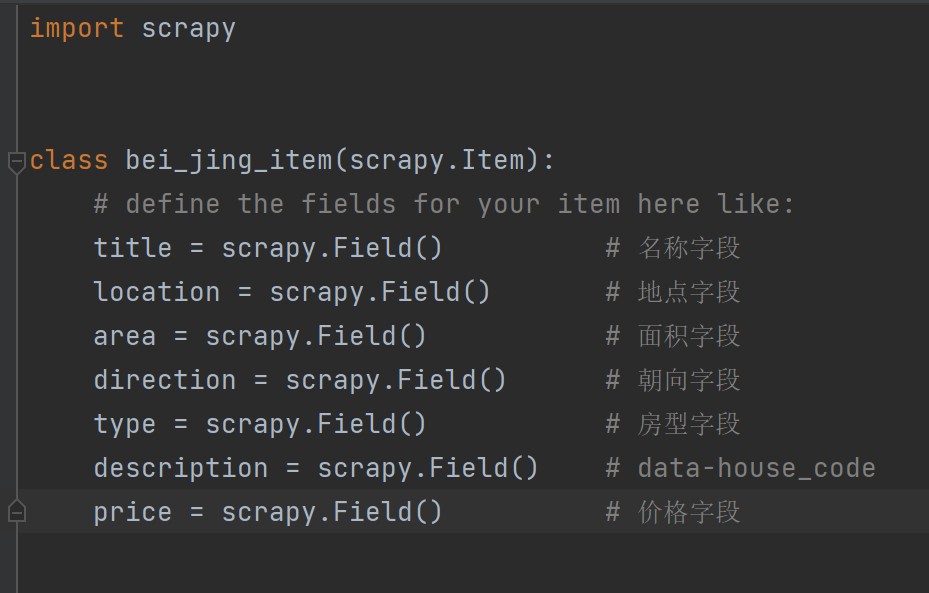 import scrapy
class bei_jing_item(scrapy.Item):
# define the fields for your item here like:
title = scrapy.Field() # 名称字段
location = scrapy.Field() # 地点字段
area = scrapy.Field() # 面积字段
direction = scrapy.Field() # 朝向字段
type = scrapy.Field() # 房型字段
description = scrapy.Field() # data-house_code
price = scrapy.Field() # 价格字段